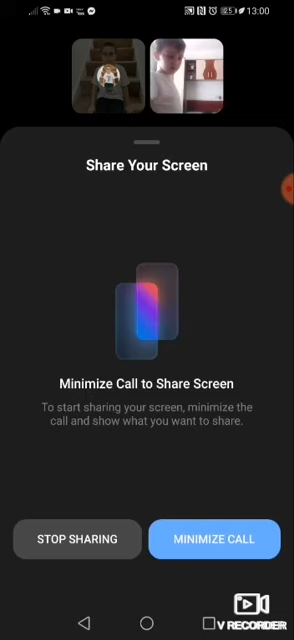 13:00
Share Your Screen
Minimize Call to Share Screen
To start sharing your screen, minimize the
call and show what you want to share.
STOP SHARING
MINIMIZE CALL
V RECORDER